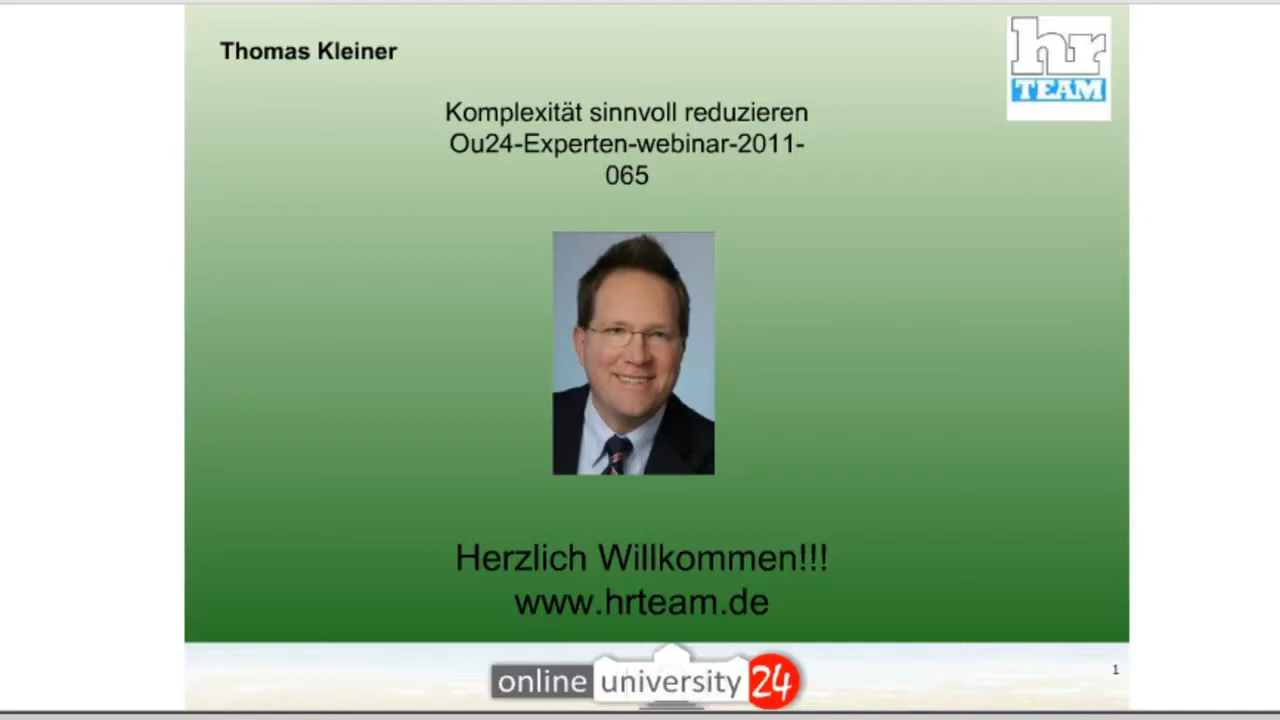 Thomas Kleiner
hr
TEAM
Komplexität sinnvoll reduzieren
Ou24-Experten-webinar-2011-
065
Herzlich Willkommen!!!
www.hrteam.de
online university 24
1